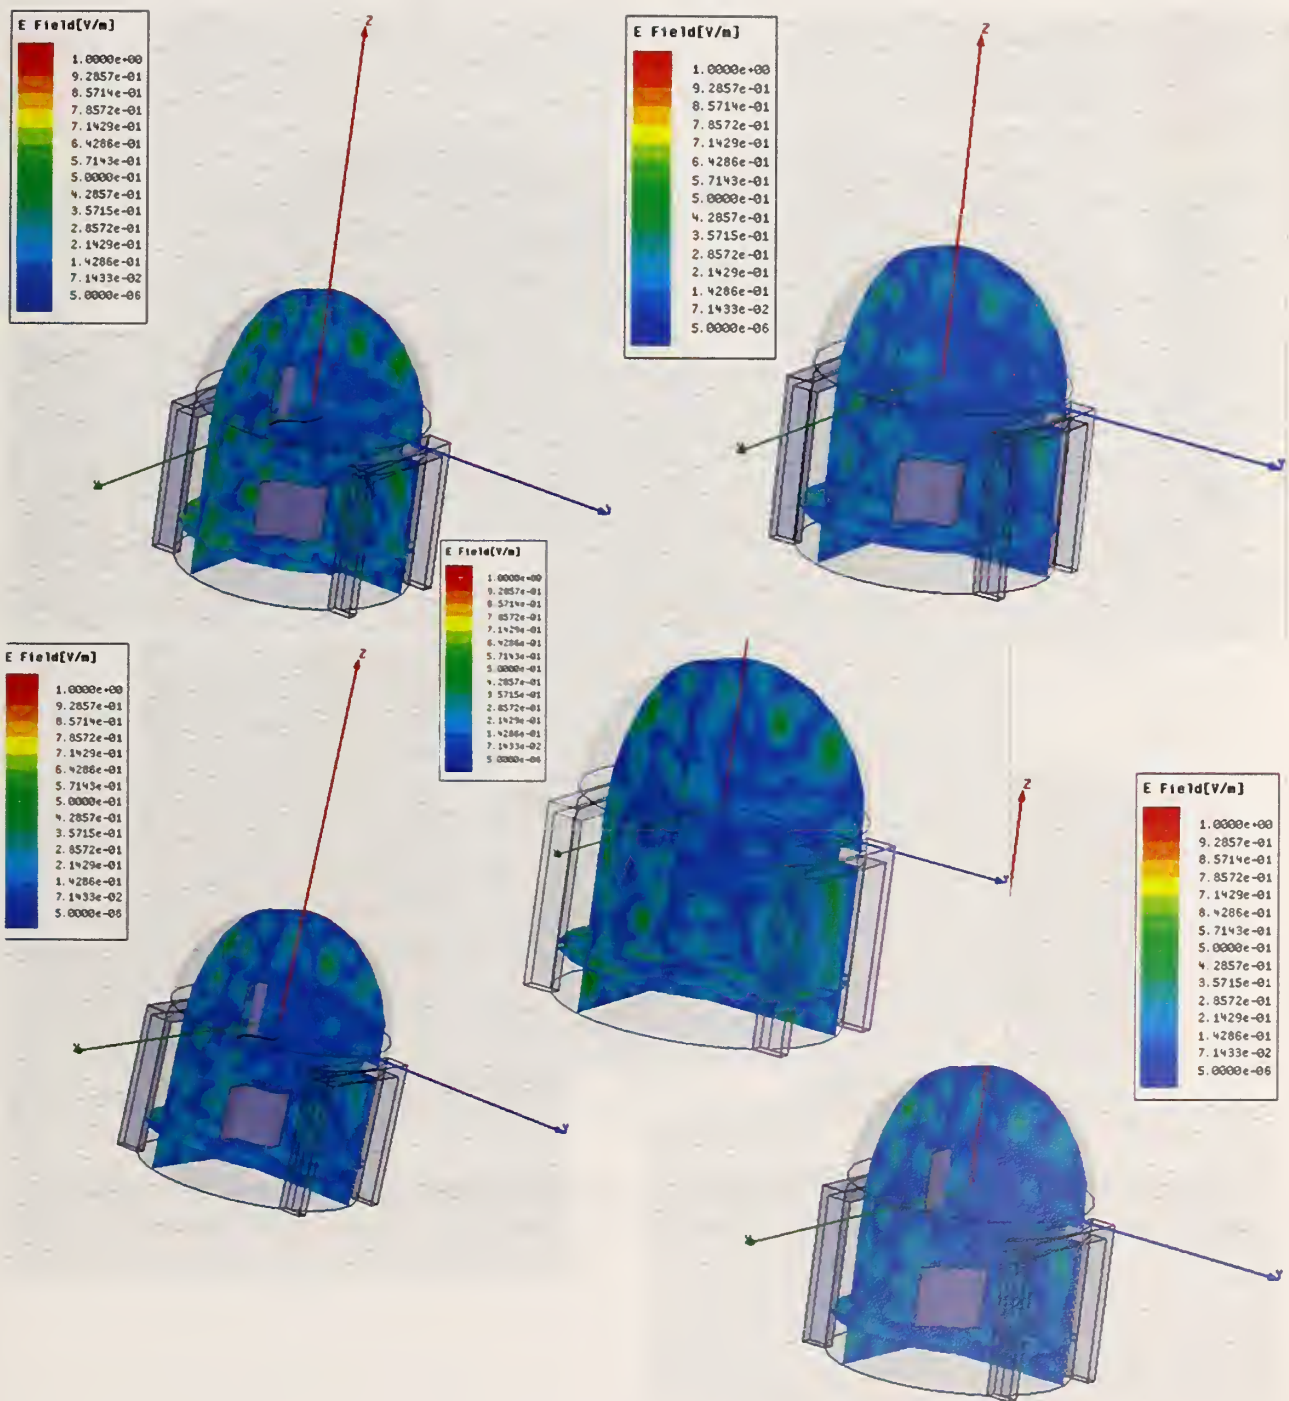 E Field[V/m]
1.0000e+00
9.2857e-01
8.5714e-01
7.8572e-01
7.1429e-01
6.4286e-01
5.7143e-01
5.0000e-01
4.2857e-01
3.5715e-01
2.8572e-01
2.1429e-01
1.4286e-01
7.1433e-02
5.0000e-06
Z
Y
E Field[V/m]
1.0000e+00
9.2857e-01
8.5714e-01
7.8572e-01
7.1429e-01
6.4286e-01
5.7143e-01
5.0000e-01
4.2857e-01
3.5715e-01
2.8572e-01
2.1429e-01
1.4286e-01
7.1433e-02
5.0000e-06
Z
Y
E Field[V/m]
1.0000e+00
9.2857e-01
8.5714e-01
7.8572e-01
7.1429e-01
6.4286e-01
5.7143e-01
5.0000e-01
4.2857e-01
3.5715e-01
2.8572e-01
2.1429e-01
1.4286e-01
7.1433e-02
5.0000e-06
Y
E Field[V/m]
1.0000e+00
9.2857e-01
8.5714e-01
7.8572e-01
7.1429e-01
6.4286e-01
5.7143e-01
5.0000e-01
4.2857e-01
3.5715e-01
2.8572e-01
2.1429e-01
1.4286e-01
7.1433e-02
5.0000e-06
Z
Y
Z
E Field[V/m]
1.0000e+00
9.2857e-01
8.5714e-01
7.8572e-01
7.1429e-01
6.4286e-01
5.7143e-01
5.0000e-01
4.2857e-01
3.5715e-01
2.8572e-01
2.1429e-01
1.4286e-01
7.1433e-02
5.0000e-06
Y